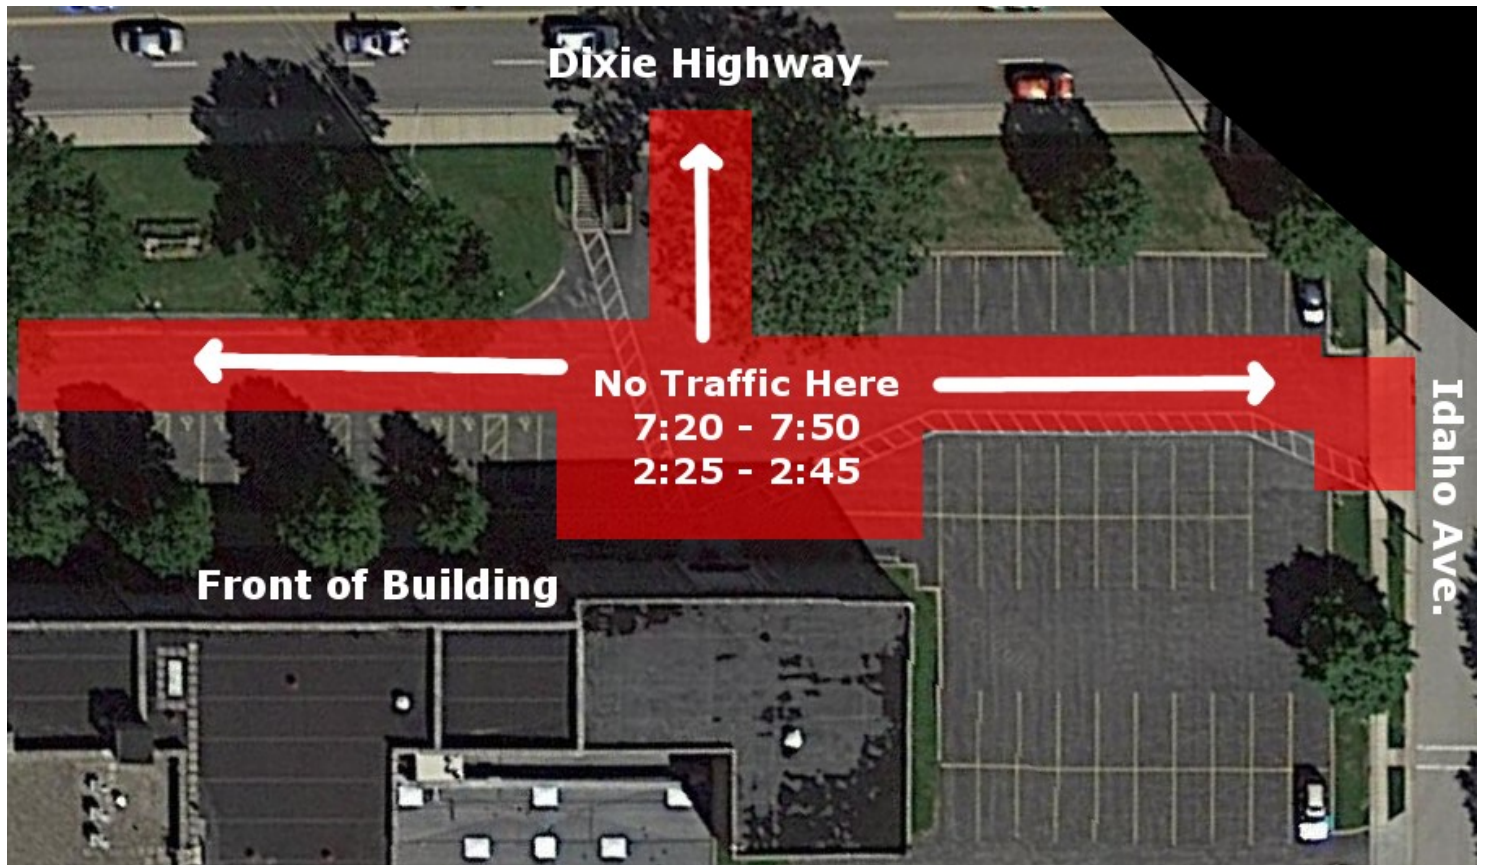 Dixie Highway
No Traffic Here
7:20 - 7:50
2:25 - 2:45
Idaho Ave.
Front of Building